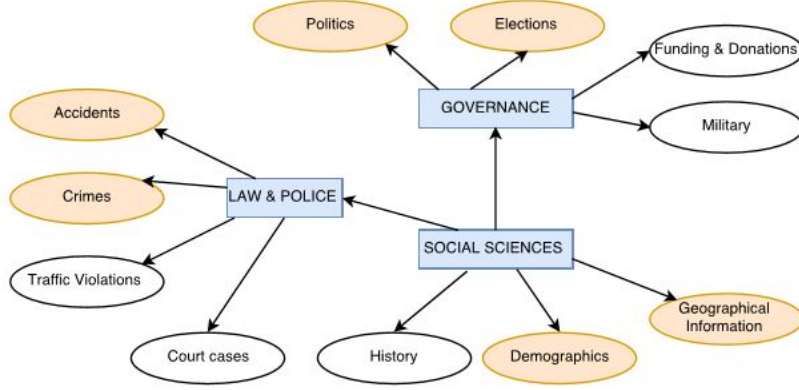 Politics
Elections
Funding & Donations
GOVERNANCE
Accidents
Military
Crimes
LAW & POLICE
SOCIAL SCIENCES
Traffic Violations
Geographical
Information
Court cases
History
Demographics